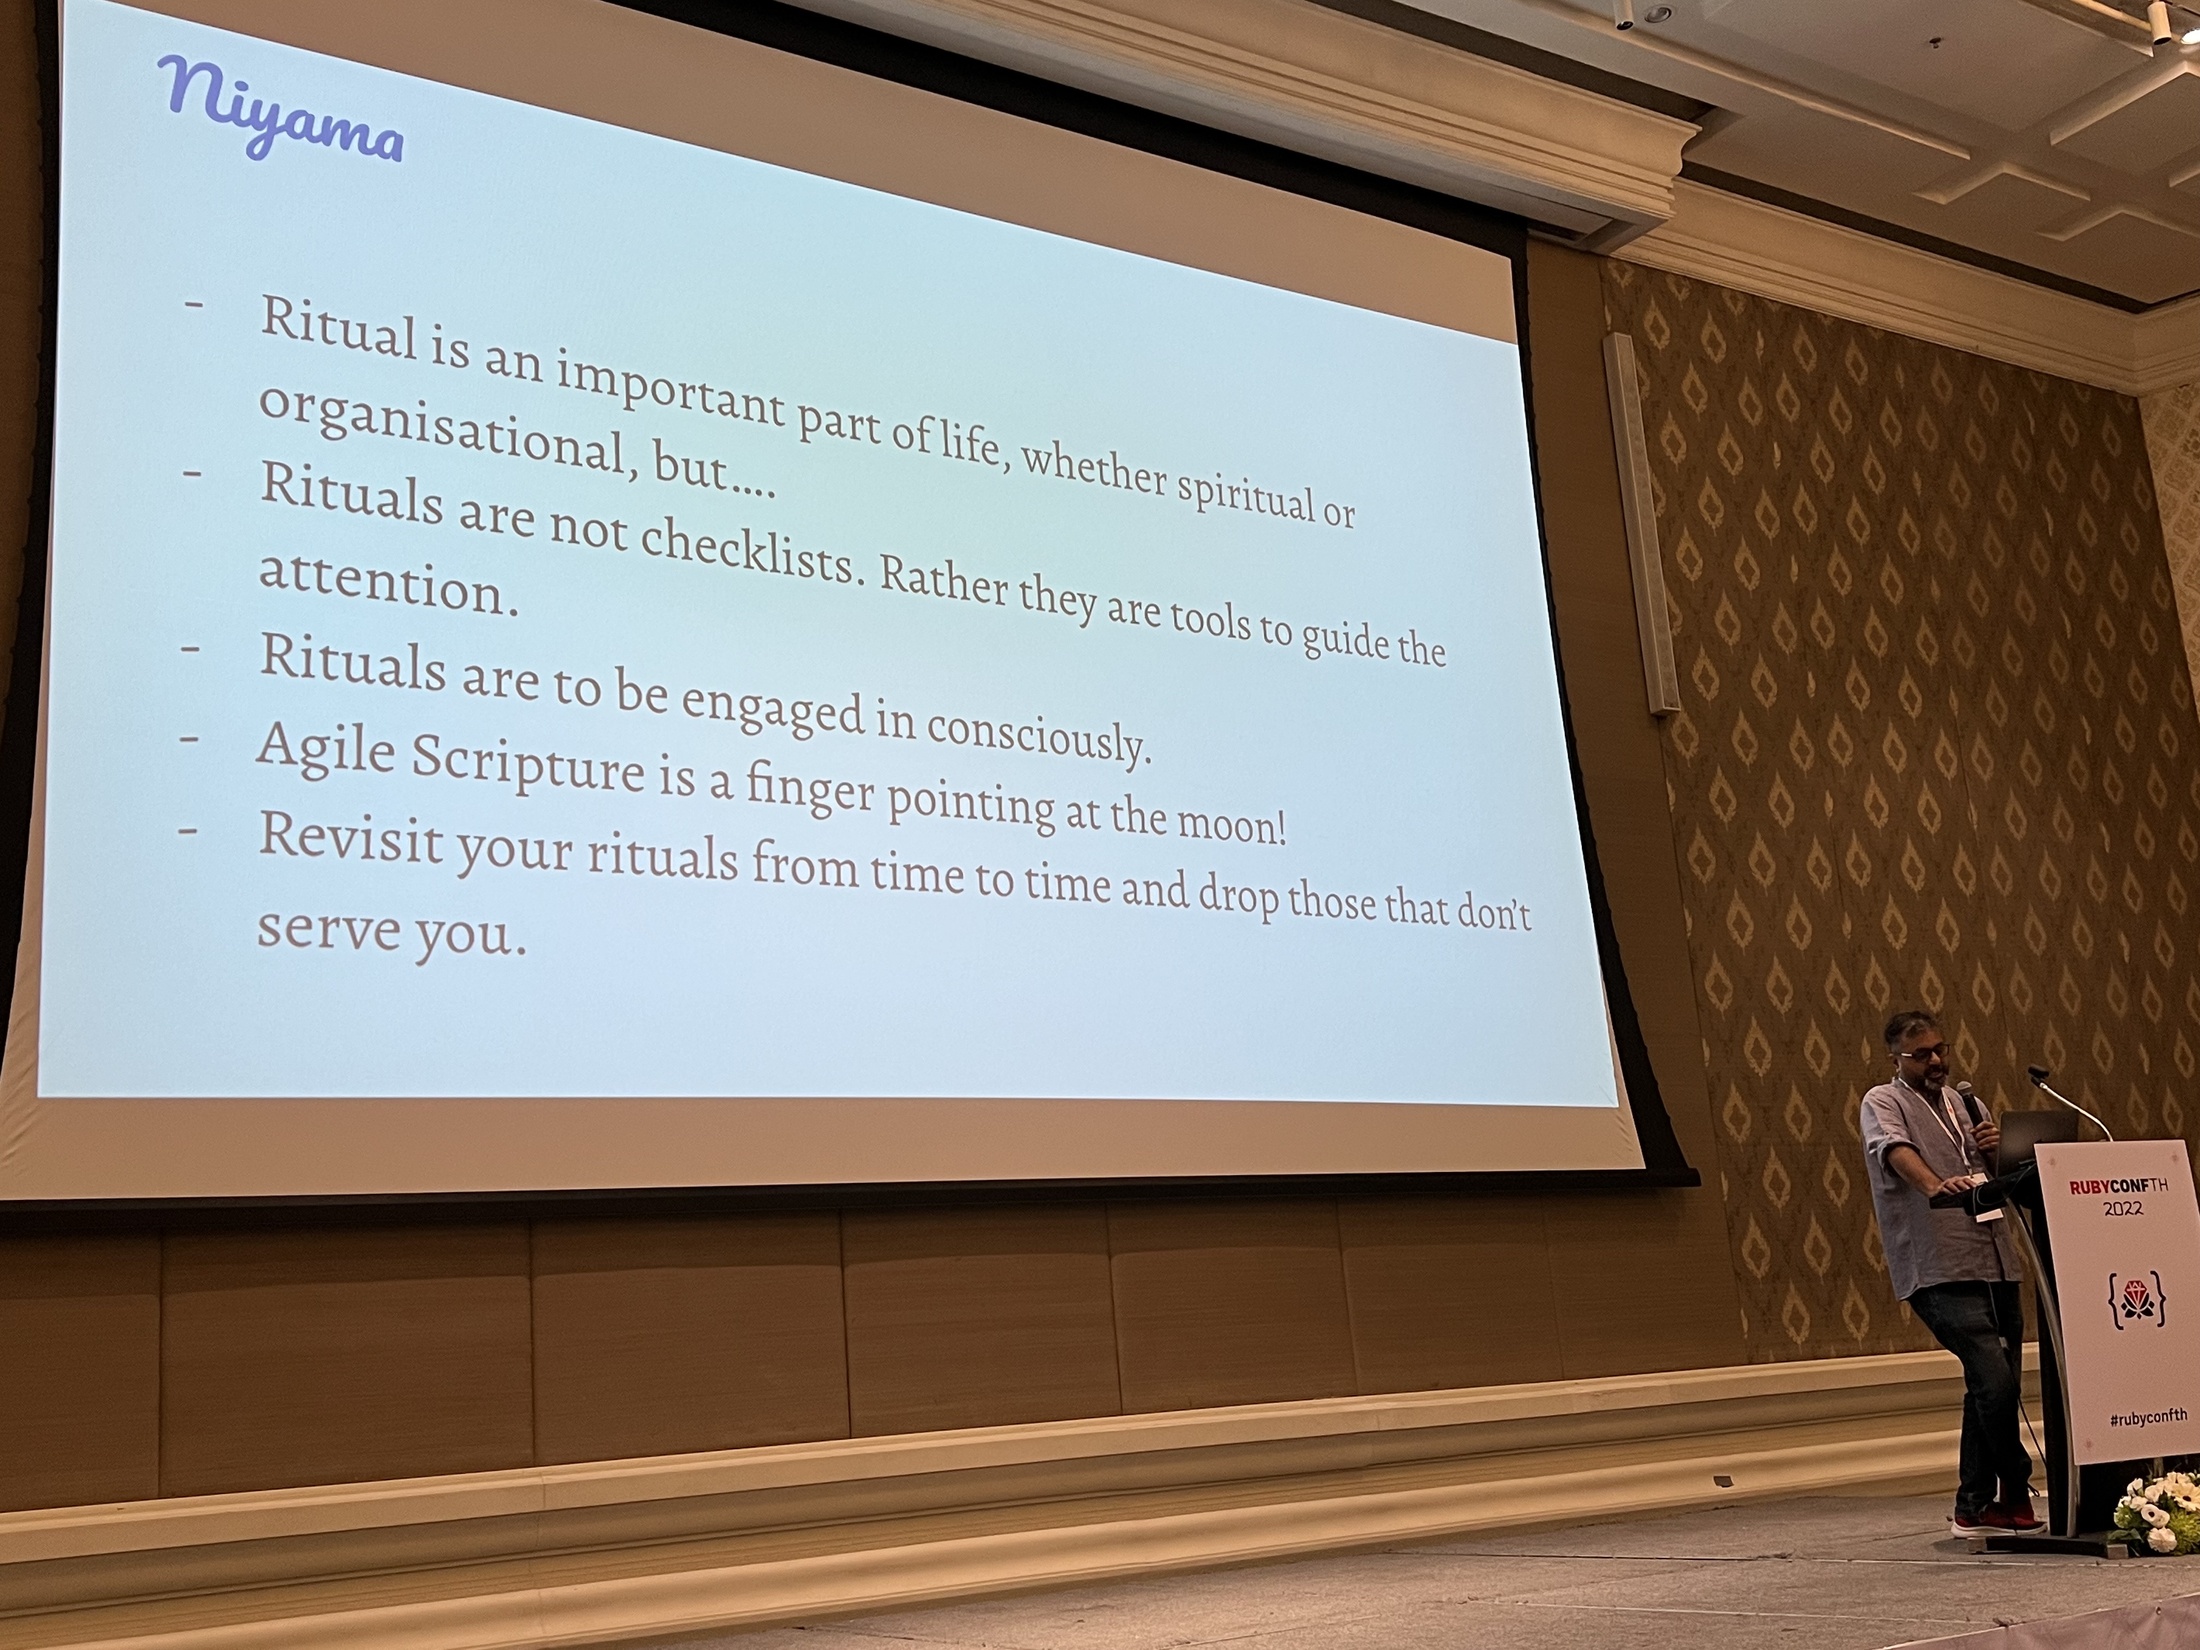 Niyama
- Ritual is an important part of life, whether spiritual or
organisational, but....
- Rituals are not checklists. Rather they are tools to guide the
attention.
- Rituals are to be engaged in consciously.
- Agile Scripture is a finger pointing at the moon!
- Revisit your rituals from time to time and drop those that don't
serve you.
RUBYCONFTH
2022
#rubyconfth